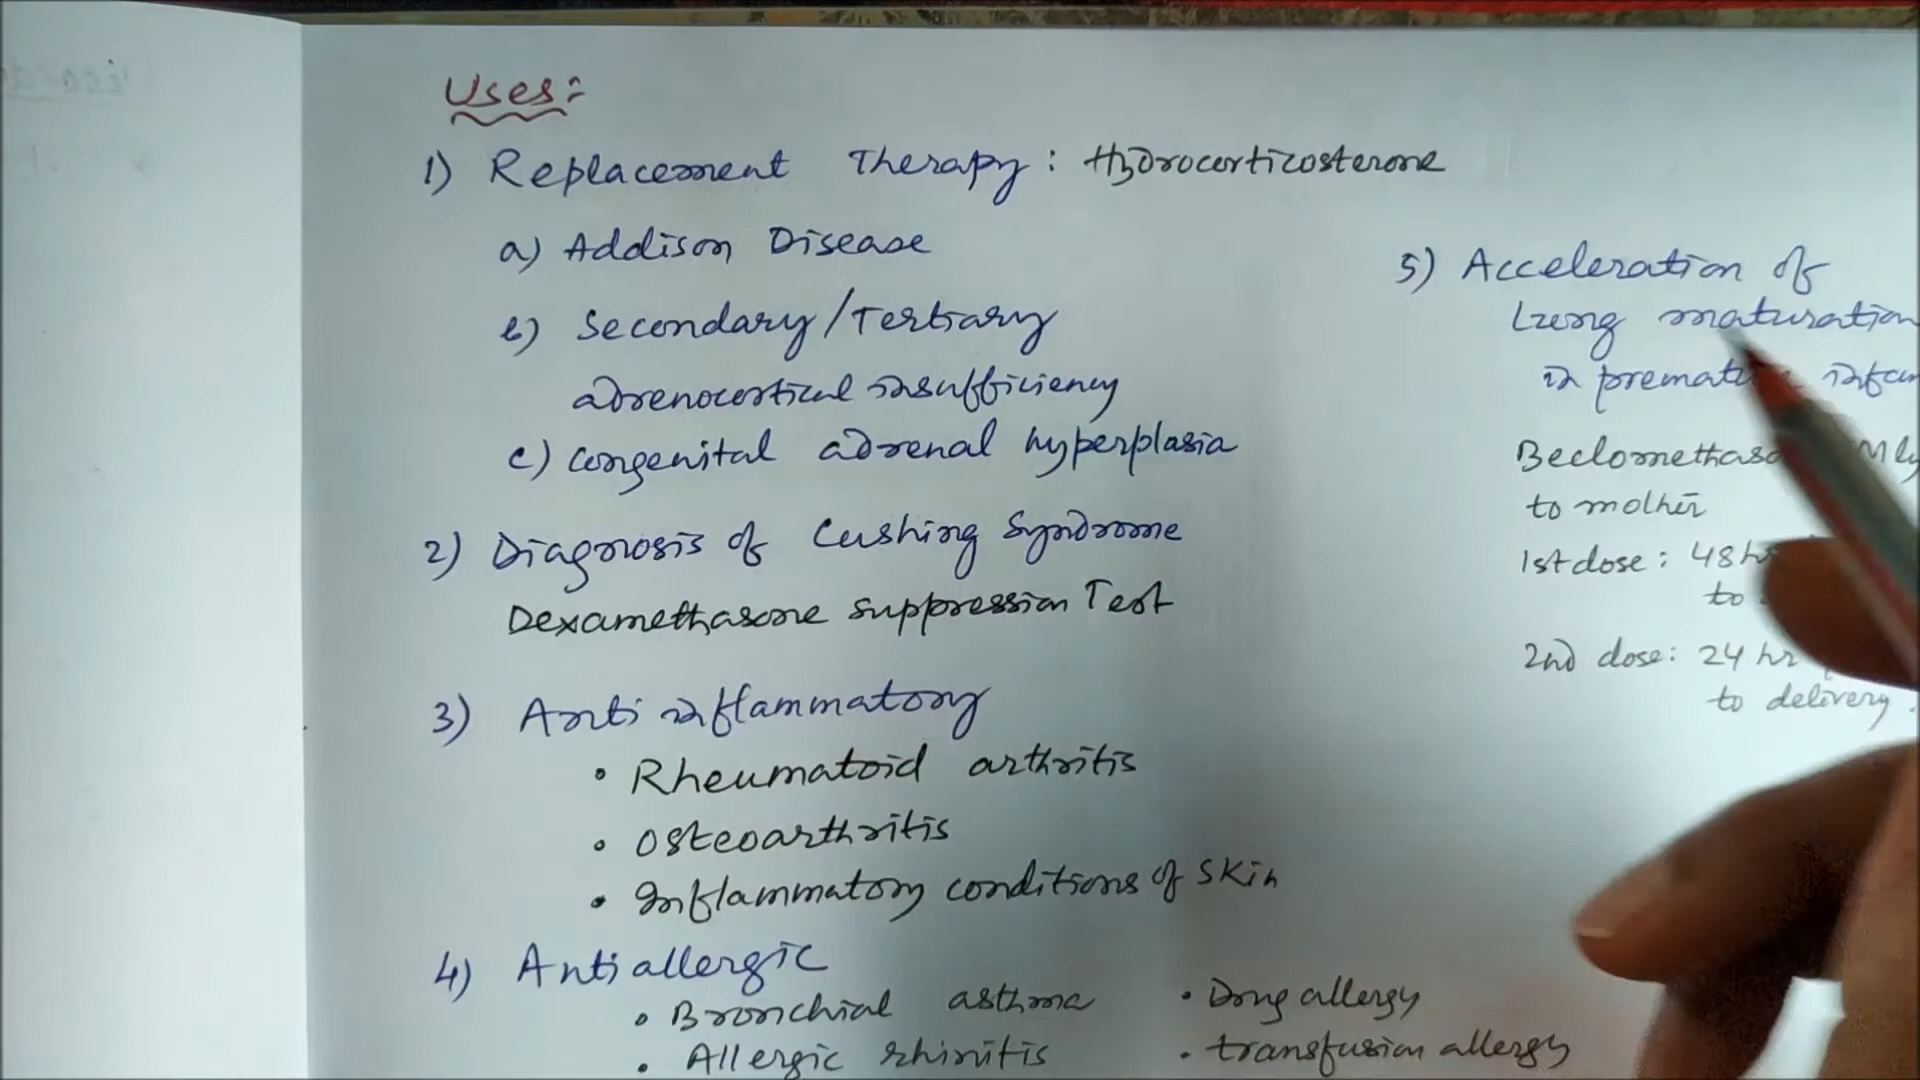 Uses:-
1) Replacement Therapy: Hydrocorticosterone
a) Addison Disease
b) Secondary/Tertiary
adrenocortical insufficiency
c) Congenital adrenal hyperplasia
2) Diagnosis of Cushing Syndrome
Dexamethasone suppression Test
3) Anti inflammatory
• Rheumatoid arthritis
• Osteoarthritis
• Inflammatory conditions of skin
4) Anti allergic
• Bronchial asthma
• Allergic rhinitis
• Drug allergy
• transfusion allergy
5) Acceleration of
Lung maturation
in
Beclomethaso
to mother
1st dose: 48 h
to
2nd dose: 24 hr
to delivery.